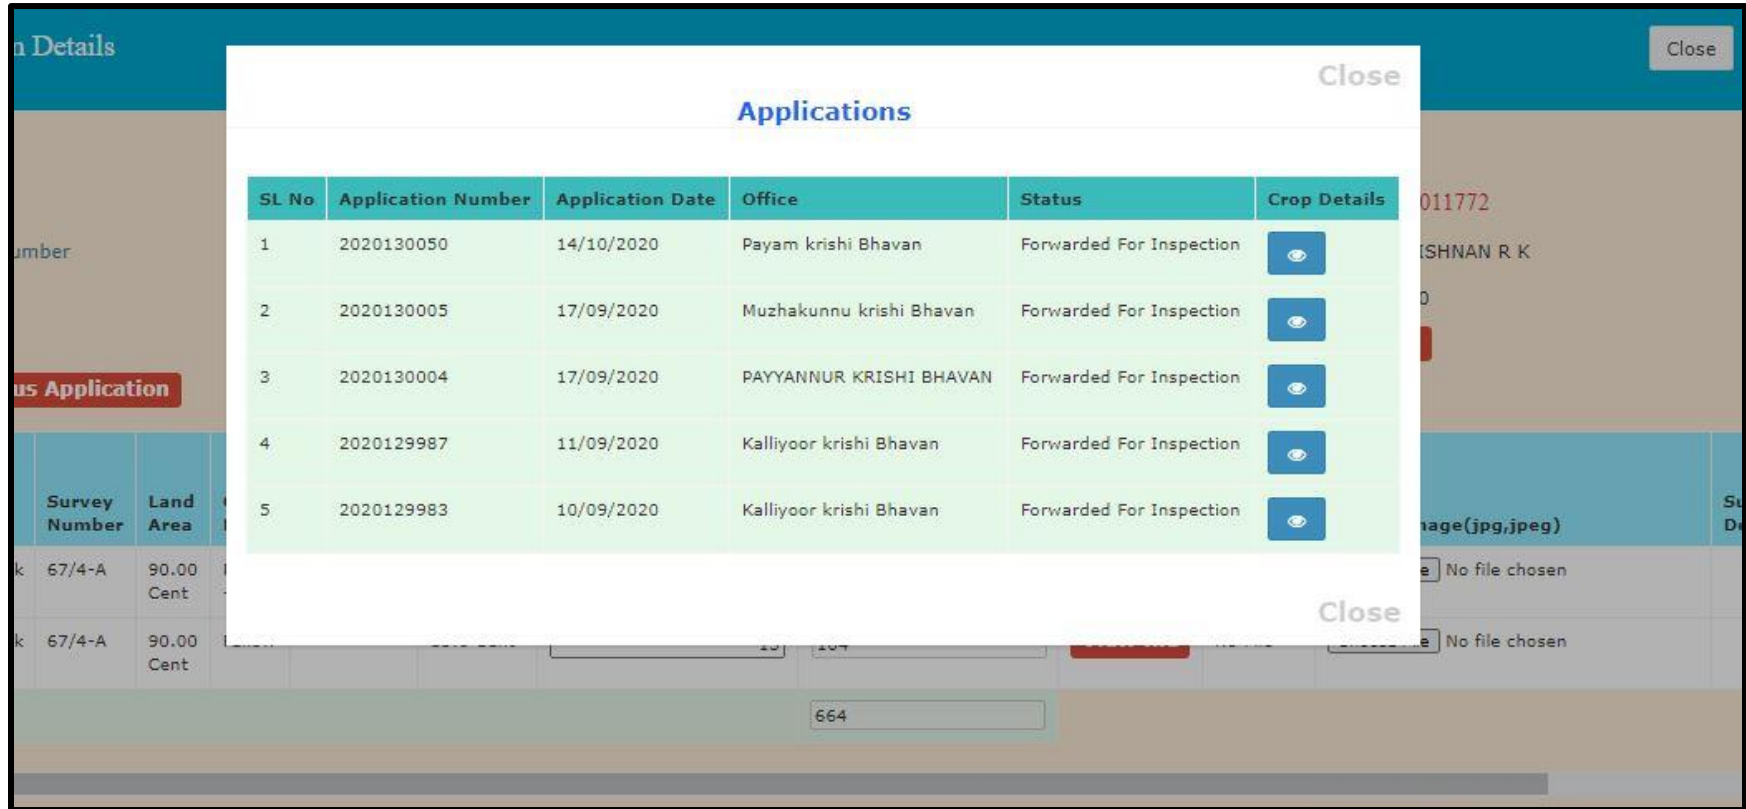 n Details
Close
Close
Applications
SL No Application Number Application Date Office Status Crop Details
1 2020130050 14/10/2020 Payam krishi Bhavan Forwarded For Inspection
2 2020130005 17/09/2020 Muzhakunnu krishi Bhavan Forwarded For Inspection
3 2020130004 17/09/2020 PAYYANNUR KRISHI BHAVAN Forwarded For Inspection
4 2020129987 11/09/2020 Kalliyoor krishi Bhavan Forwarded For Inspection
5 2020129983 10/09/2020 Kalliyoor krishi Bhavan Forwarded For Inspection
Close
011772
umber
ISHNAN R K
0
us Application
Survey Number Land Area nage(jpg,jpeg)
k 67/4-A 90.00 Cent e No file chosen
k 67/4-A 90.00 Cent No file chosen
664